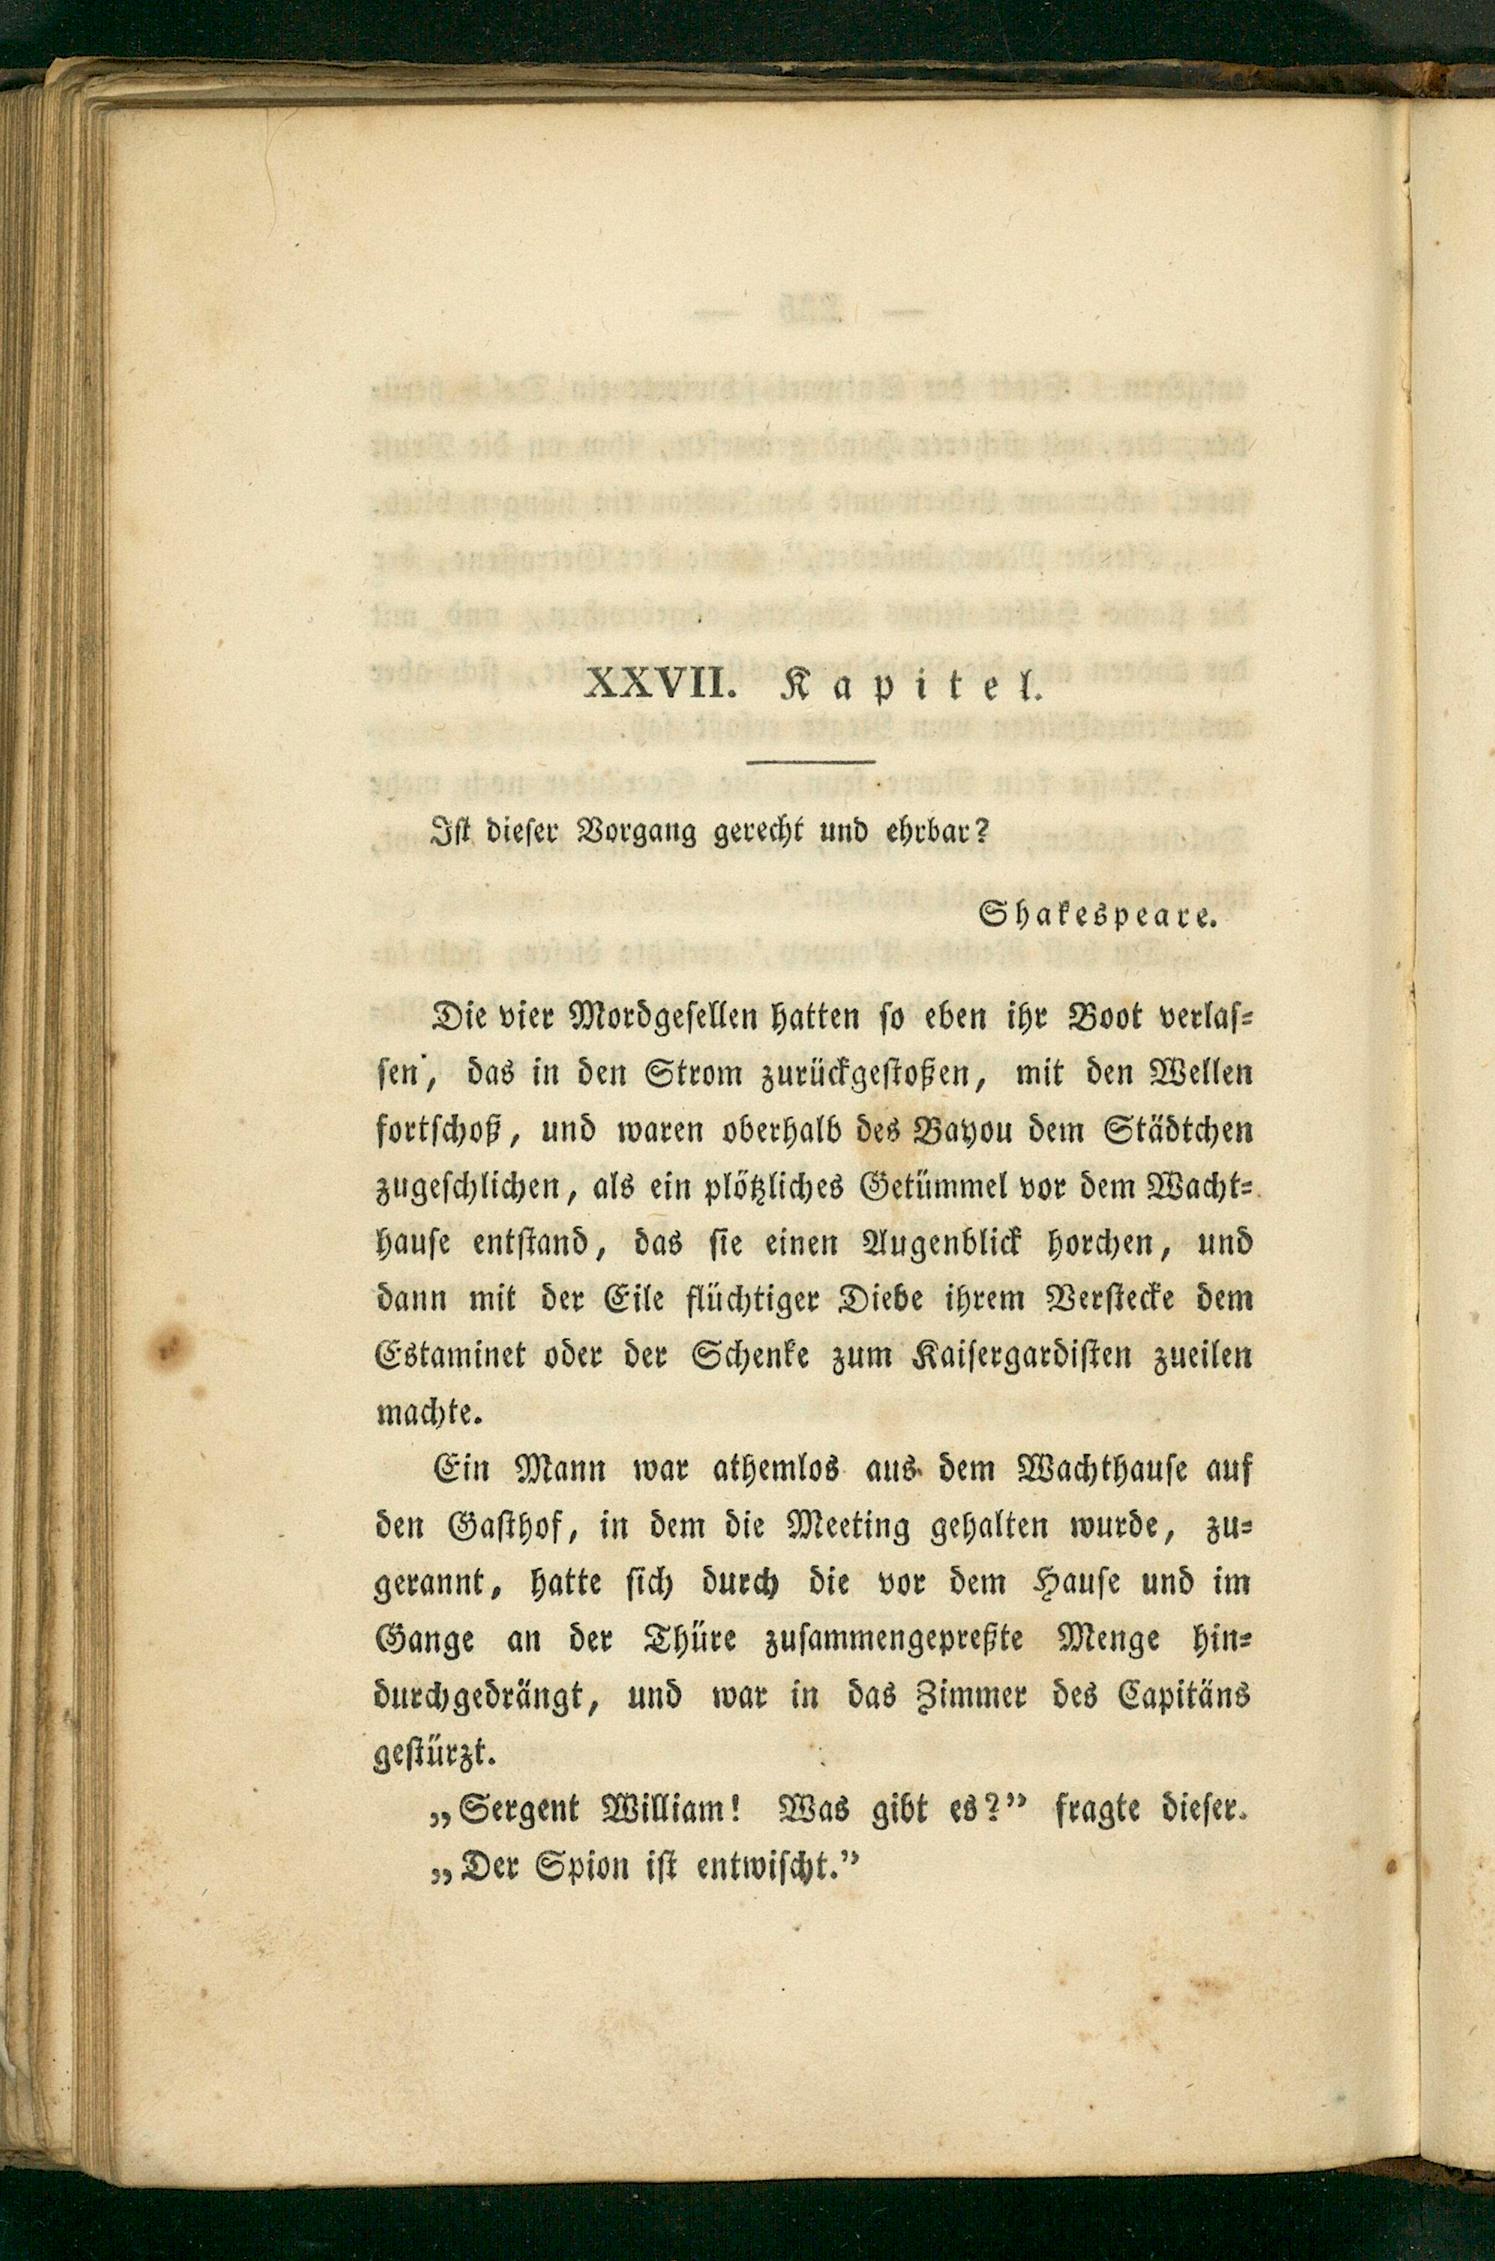 XXVII. Kapitel.
Ist dieser Vorgang gerecht und ehrbar?
Shakespeare.
Die vier Mordgesellen hatten so eben ihr Boot verlas-
sen, das in den Strom zurückgestoßen, mit den Wellen
fortschoß, und waren oberhalb des Bayou dem Städtchen
zugeschlichen, als ein plötzliches Getümmel vor dem Wacht-
hause entstand, das sie einen Augenblick horchen, und
dann mit der Eile flüchtiger Diebe ihrem Verstecke dem
Estaminet oder der Schenke zum Kaisergardisten zueilen
machte.
Ein Mann war athemlos aus dem Wachthause auf
den Gasthof, in dem die Meeting gehalten wurde, zu-
gerannt, hatte sich durch die vor dem Hause und im
Gange an der Thüre zusammengepreßte Menge hin-
durchgedrängt, und war in das Zimmer des Capitäns
gestürzt.
„Sergent William! Was gibt es?” fragte dieser.
„Der Spion ist entwischt.”